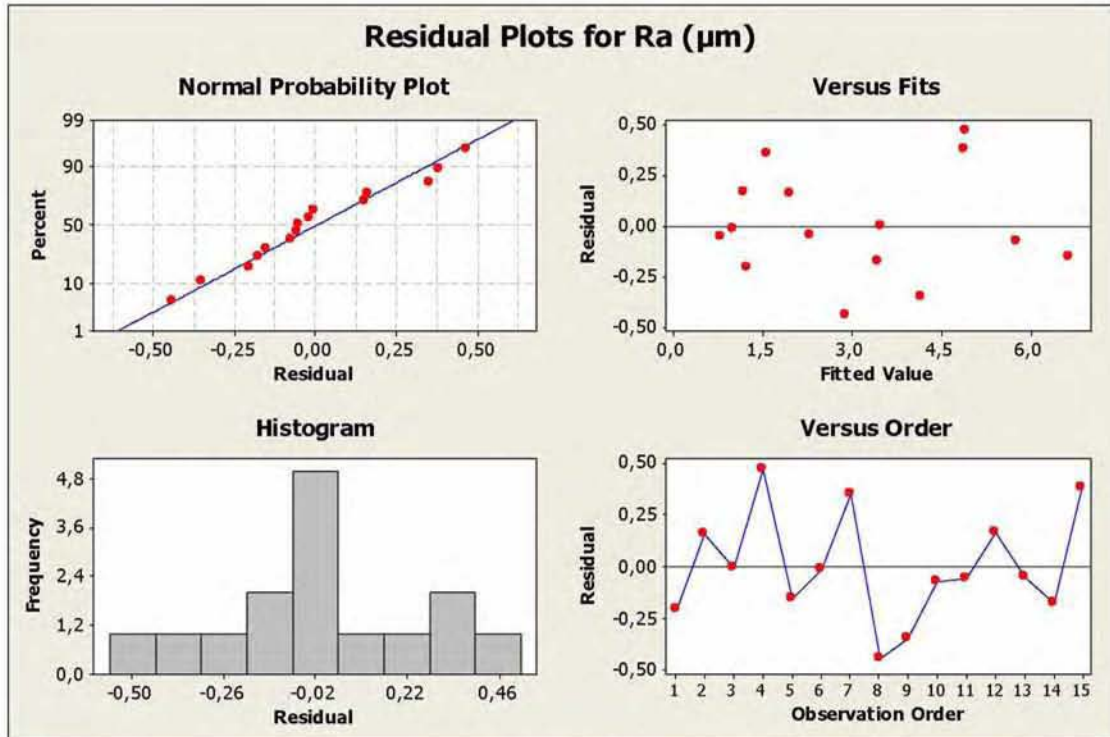 Residual Plots for Ra (µm)
Normal Probability Plot
99
90
50
10
1
Percent
-0,50 -0,25 0,00 0,25 0,50
Residual
Versus Fits
0,50
0,25
0,00
-0,25
-0,50
Residual
0,0 1,5 3,0 4,5 6,0
Fitted Value
Histogram
4,8
3,6
2,4
1,2
0,0
Frequency
-0,50 -0,26 -0,02 0,22 0,46
Residual
Versus Order
0,50
0,25
0,00
-0,25
-0,50
Residual
1 2 3 4 5 6 7 8 9 10 11 12 13 14 15
Observation Order